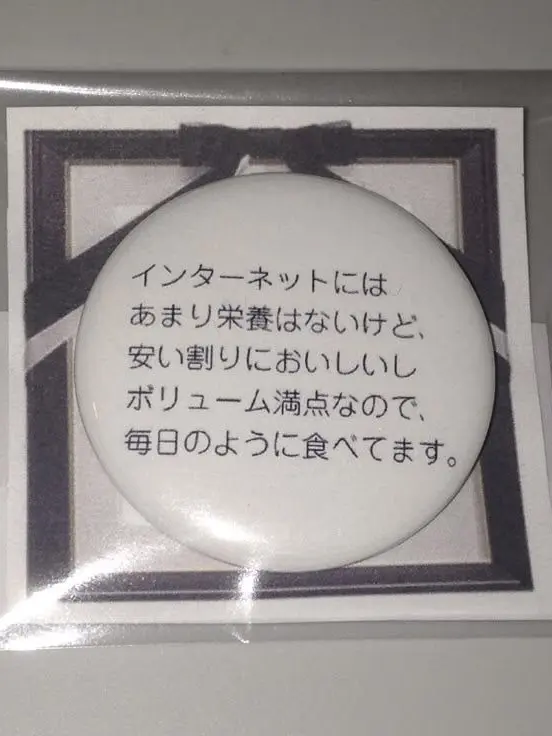 インターネットには
あまり栄養はないけど、
安い割りにおいしいし
ボリューム満点なので、
毎日のように食べてます。